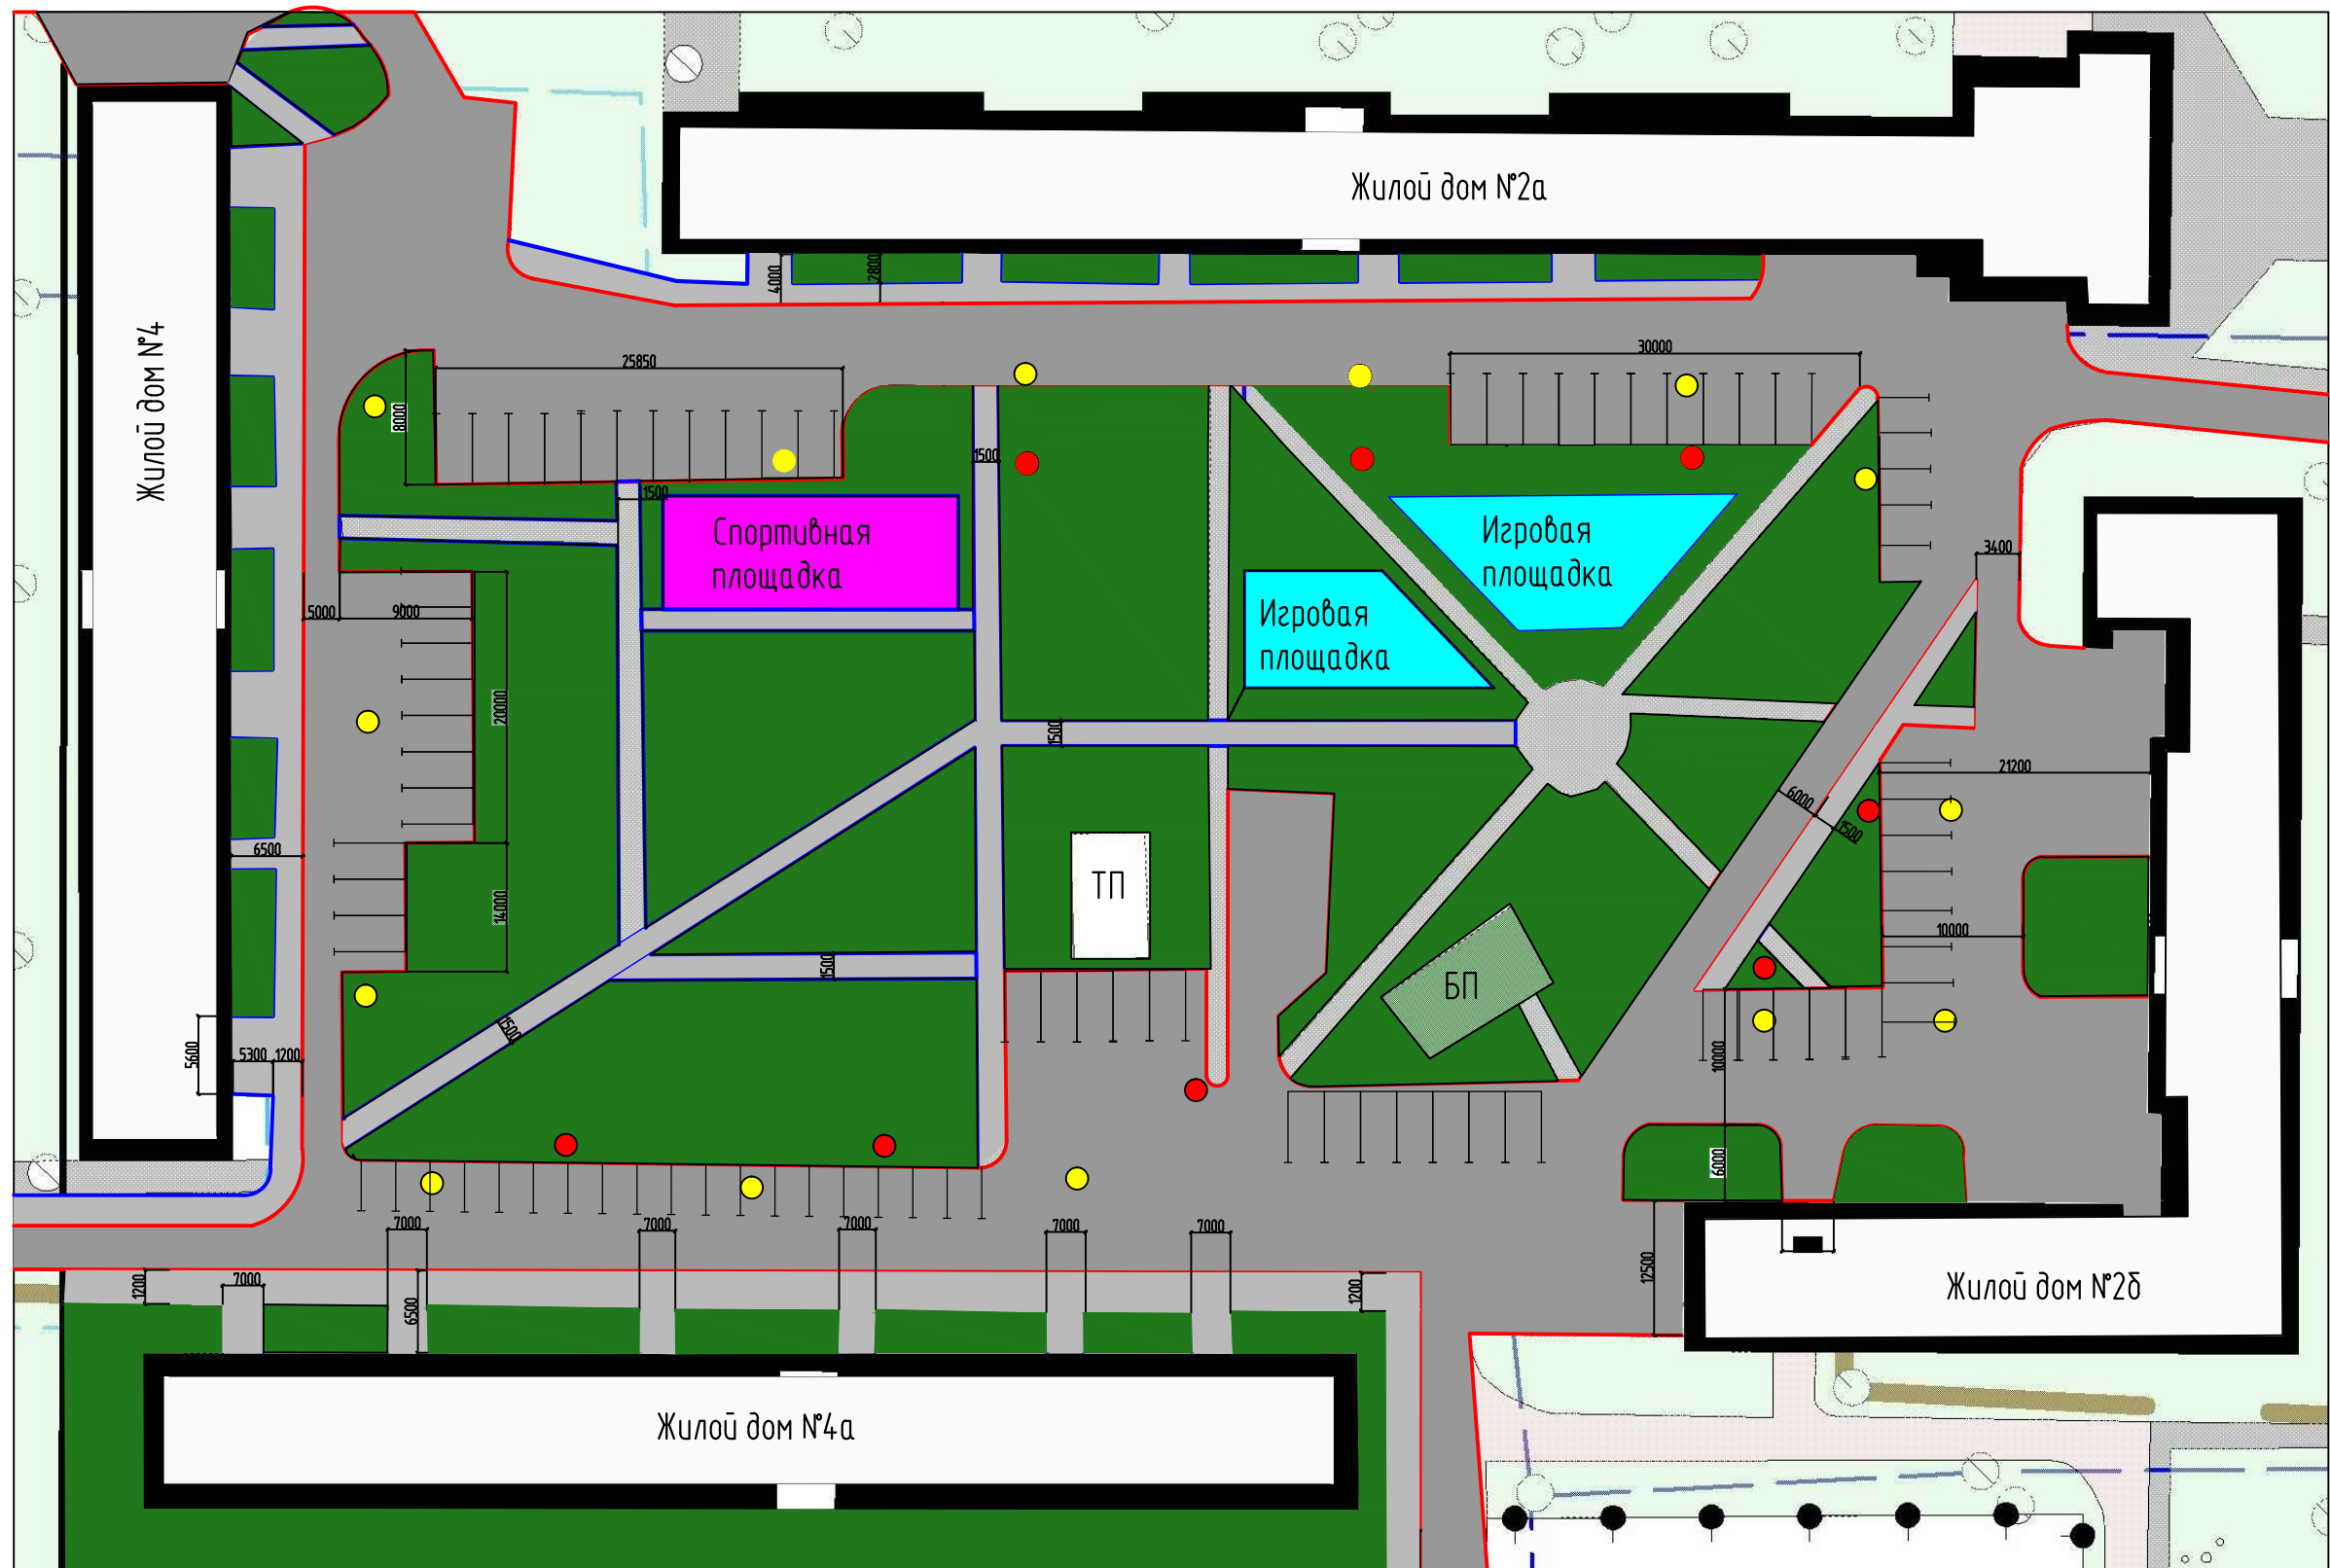 Жилой дом №2а
4000
2800
Жилой дом №4
25850
30000
8000
1500
1500
Спортивная
площадка
Игровая
площадка
Игровая
площадка
3400
5000
9000
20000
1500
21200
6000
1500
6500
ТП
14000
10000
1500
БП
1500
5600
5300
1200
10000
6000
7000
7000
7000
7000
7000
7000
1200
6500
1200
12500
Жилой дом №2б
Жилой дом №4а